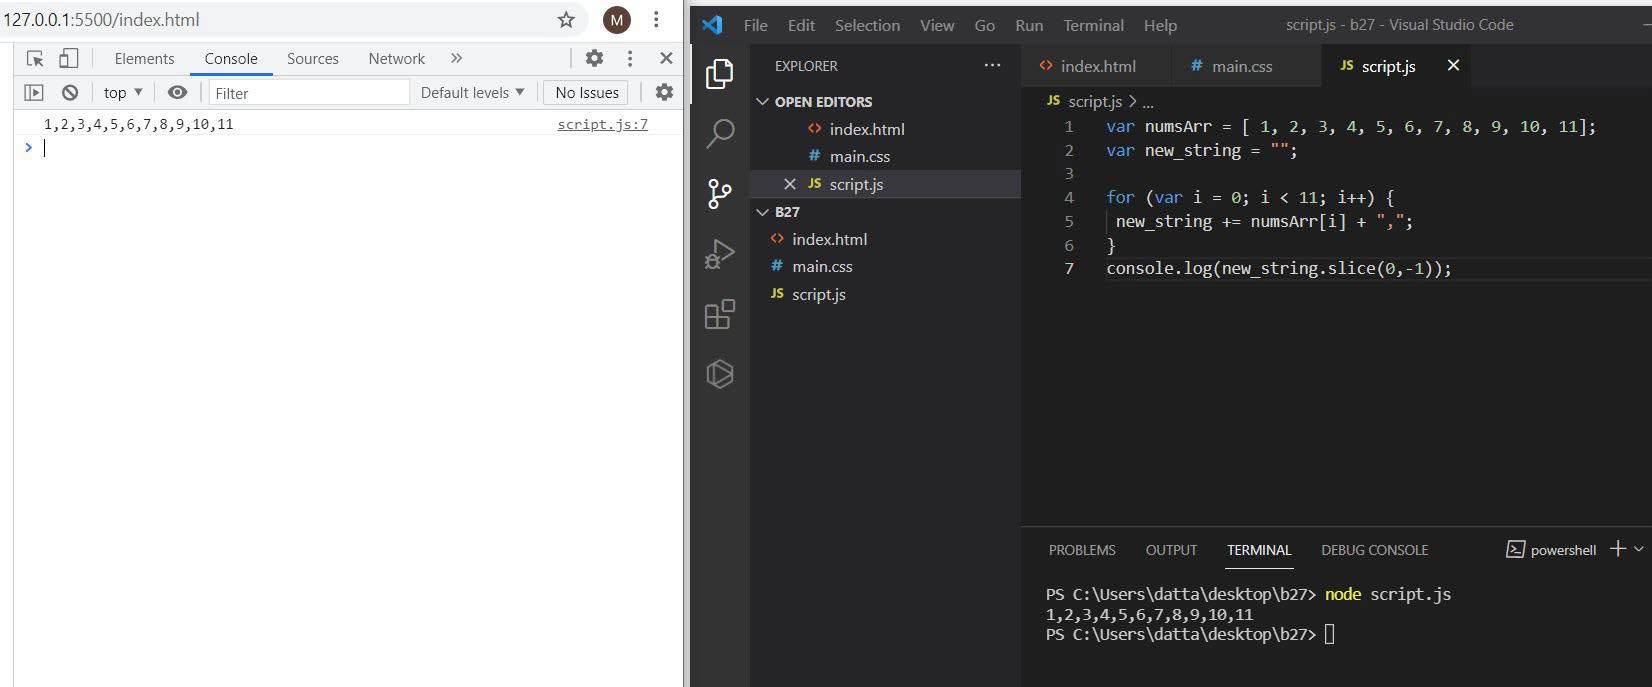 127.0.0.1:5500/index.html
M
Elements Console Sources Network
top Filter Default levels No Issues
1,2,3,4,5,6,7,8,9,10,11 script.js:7
>
File Edit Selection View Go Run Terminal Help script.js - b27 - Visual Studio Code
EXPLORER ...
OPEN EDITORS
<> index.html
# main.css
JS script.js
B27
<> index.html
# main.css
JS script.js
<> index.html # main.css JS script.js
JS script.js > ...
1 var numsArr = [ 1, 2, 3, 4, 5, 6, 7, 8, 9, 10, 11];
2 var new_string = "";
3
4 for (var i = 0; i < 11; i++) {
5 new_string += numsArr[i] + ",";
6 }
7 console.log(new_string.slice(0,-1));
PROBLEMS OUTPUT TERMINAL DEBUG CONSOLE powershell
PS C:\Users\datta\desktop\b27> node script.js
1,2,3,4,5,6,7,8,9,10,11
PS C:\Users\datta\desktop\b27>